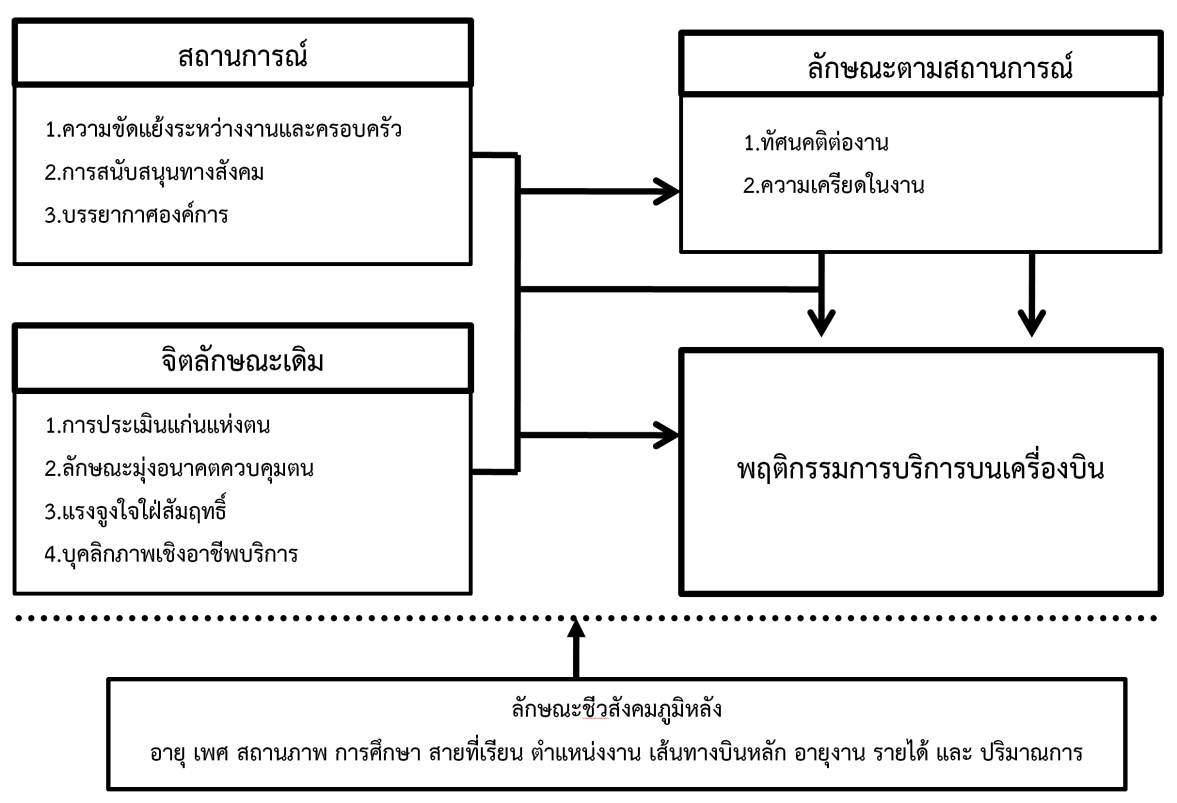 สถานการณ์
1.ความขัดแย้งระหว่างงานและครอบครัว
2.การสนับสนุนทางสังคม
3.บรรยากาศองค์การ
ลักษณะตามสถานการณ์
1.ทัศนคติต่องาน
2.ความเครียดในงาน
จิตลักษณะเดิม
1.การประเมินแก่นแห่งตน
2.ลักษณะมุ่งอนาคตควบคุมตน
3.แรงจูงใจใฝ่สัมฤทธิ์
4.บุคลิกภาพเชิงอาชีพบริการ
พฤติกรรมการบริการบนเครื่องบิน
ลักษณะชีวสังคมภูมิหลัง
อายุ เพศ สถานภาพ การศึกษา สายที่เรียน ตำแหน่งงาน เส้นทางบินหลัก อายุงาน รายได้ และ ปริมาณการ